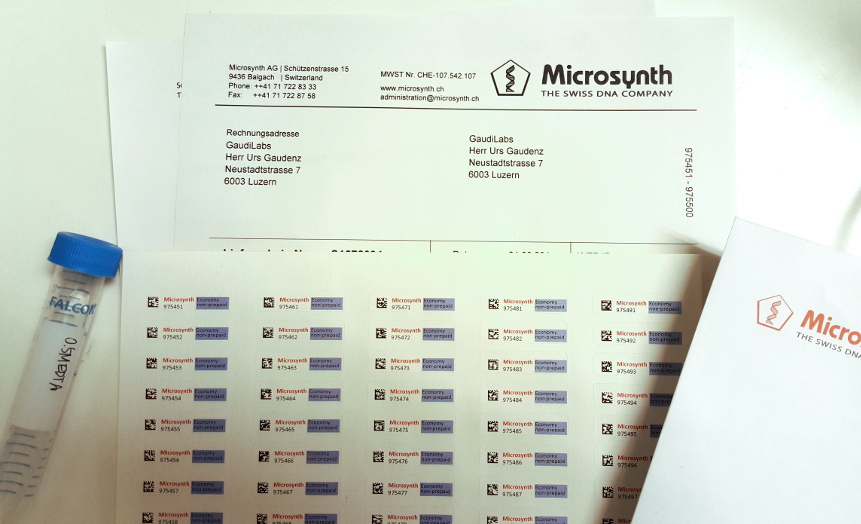 Microsynth AG | Schützenstrasse 15
9436 Balgach | Switzerland
Phone: ++41 71 722 83 33
Fax: ++41 71 722 87 58
MWST Nr. CHE-107.542.107
www.microsynth.ch
administration@microsynth.ch
Microsynth
THE SWISS DNA COMPANY
Rechnungsadresse
GaudiLabs
Herr Urs Gaudenz
Neustadtstrasse 7
6003 Luzern
GaudiLabs
Herr Urs Gaudenz
Neustadtstrasse 7
6003 Luzern
975451 - 975500
FALCON
0.5M EDTA
Microsynth 975451 Economy non-prepaid
Microsynth 975461 Economy non-prepaid
Microsynth 975471 Economy non-prepaid
Microsynth 975481 Economy non-prepaid
Microsynth 975491 Economy non-prepaid
Microsynth 975452 Economy non-prepaid
Microsynth 975462 Economy non-prepaid
Microsynth 975472 Economy non-prepaid
Microsynth 975482 Economy non-prepaid
Microsynth 975492 Economy non-prepaid
Microsynth 975453 Economy non-prepaid
Microsynth 975463 Economy non-prepaid
Microsynth 975473 Economy non-prepaid
Microsynth 975483 Economy non-prepaid
Microsynth 975493 Economy non-prepaid
Microsynth 975454 Economy non-prepaid
Microsynth 975464 Economy non-prepaid
Microsynth 975474 Economy non-prepaid
Microsynth 975484 Economy non-prepaid
Microsynth 975494 Economy non-prepaid
Microsynth 975455 Economy non-prepaid
Microsynth 975465 Economy non-prepaid
Microsynth 975475 Economy non-prepaid
Microsynth 975485 Economy non-prepaid
Microsynth 975495
Microsynth 975456 Economy non-prepaid
Microsynth 975466 Economy non-prepaid
Microsynth 975476 Economy non-prepaid
Microsynth 975486 Economy non-prepaid
975496
Microsynth 975457 Economy non-prepaid
Microsynth 975467 Economy non-prepaid
Microsynth 975477 Economy non-prepaid
Microsynth 975487 Economy non-prepaid
975497
Microsynth Economy
Microsynth Economy
Microsynth Economy
Microsynth Economy
Micro
THE SWISS DNA